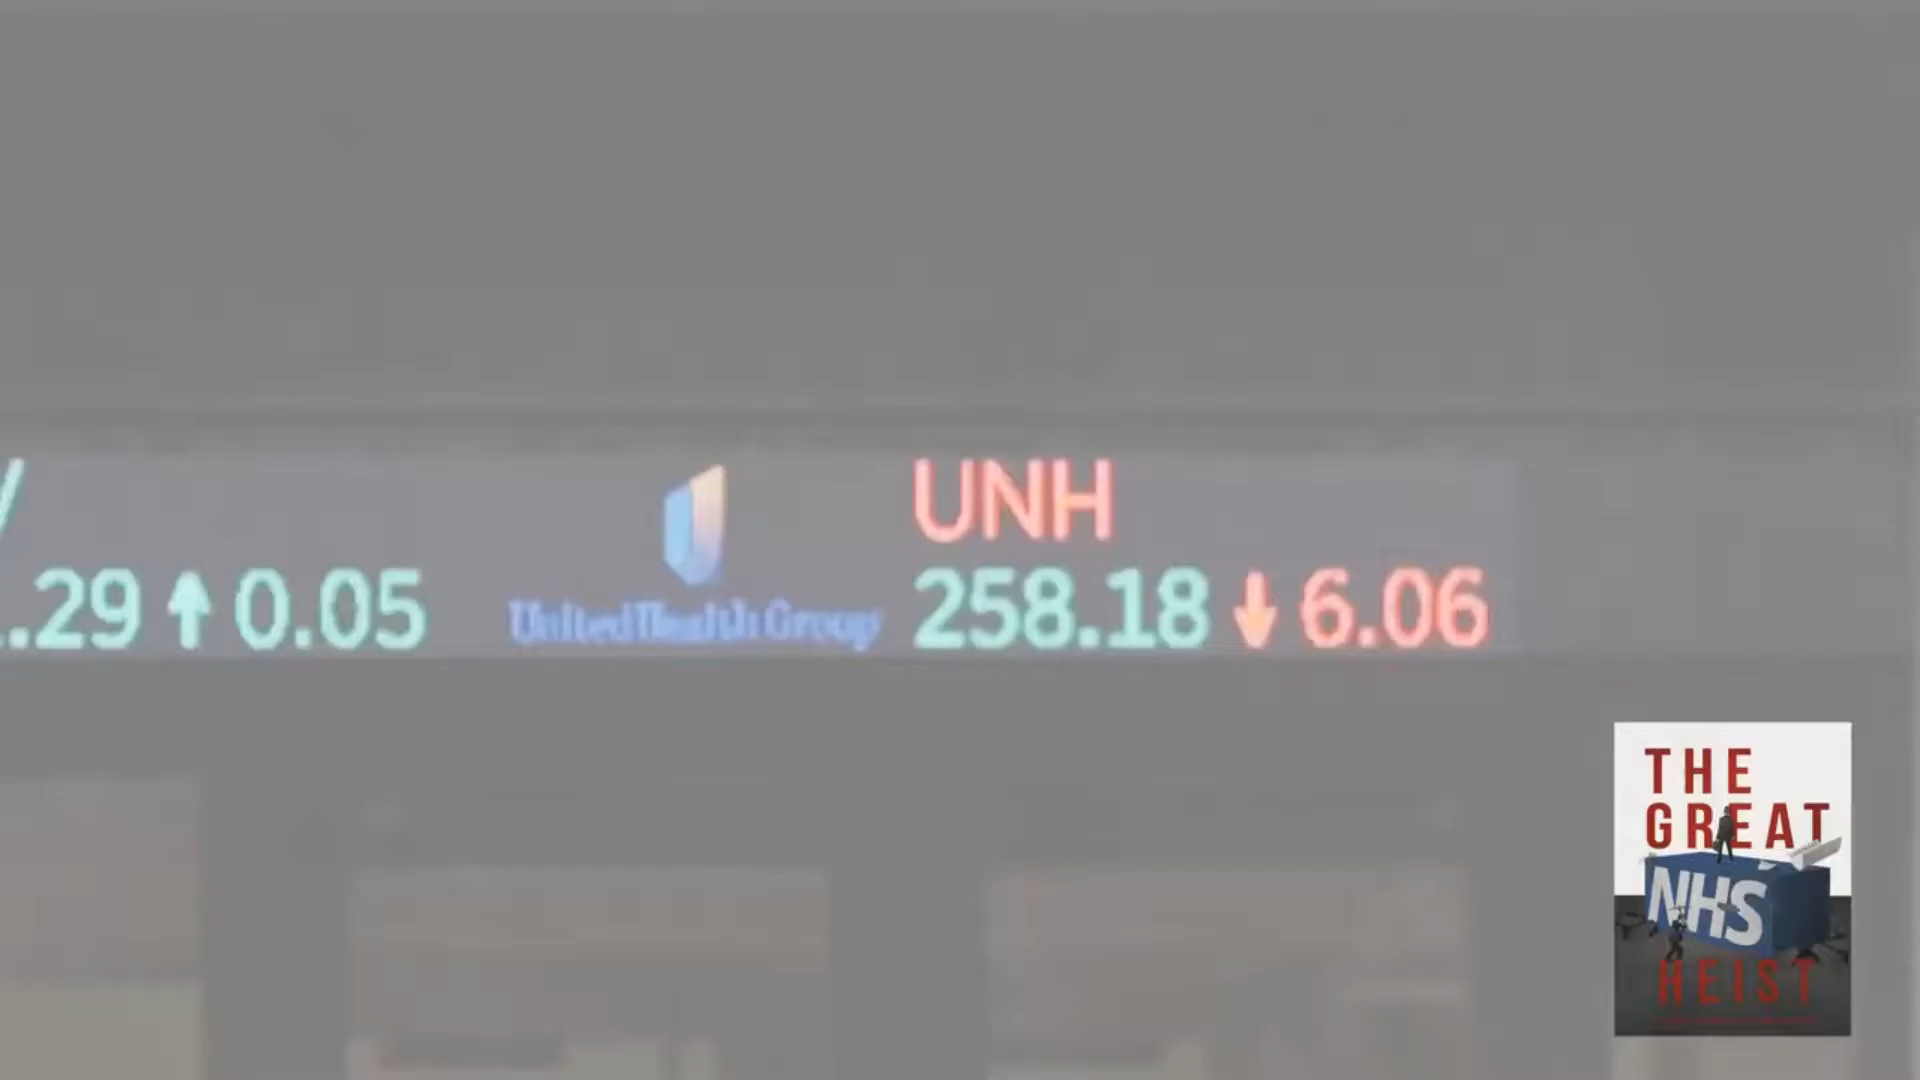 .29 ↑ 0.05
UnitedHealth Group
UNH
258.18 ↓ 6.06
THE
GREAT
NHS
HEIST